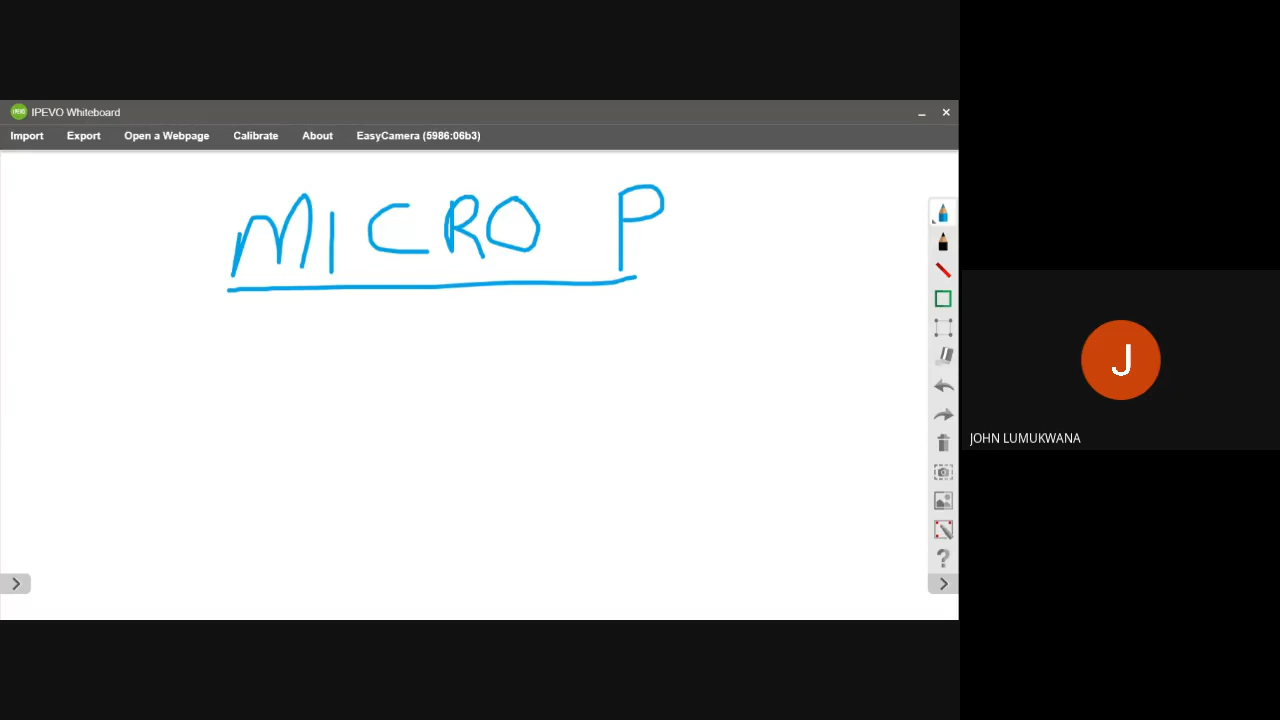 IPEVO Whiteboard
Import Export Open a Webpage Calibrate About EasyCamera (5986:06b3)
MICRO P
J
JOHN LUMUKWANA